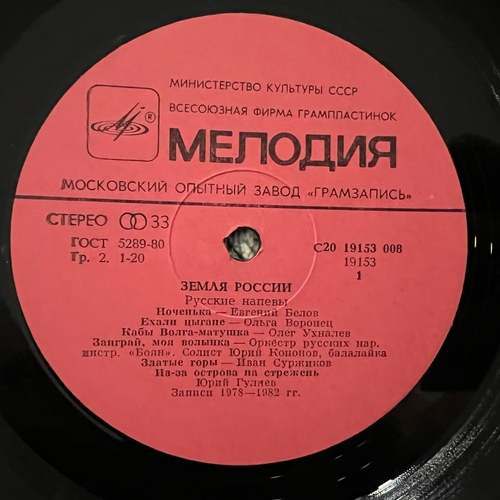 МИНИСТЕРСТВО КУЛЬТУРЫ СССР
ВСЕСОЮЗНАЯ ФИРМА ГРАМПЛАСТИНОК
®
МЕЛОДИЯ
МОСКОВСКИЙ ОПЫТНЫЙ ЗАВОД «ГРАМЗАПИСЬ»
СТЕРЕО 33
ГОСТ 5289-80
Гр. 2. 1-20
С20 19153 008
19153
1
ЗЕМЛЯ РОССИИ
Русские напевы
Ноченька — Евгений Белов
Ехали цыгане — Ольга Воронец
Кабы Волга-матушка — Олег Ухналев
Заиграй, моя волынка — Оркестр русских нар.
инстр. «Боян». Солист Юрий Кононов, балалайка
Златые горы — Иван Суржиков
Из-за острова на стрежень
Юрий Гуляев
Записи 1978—1982 гг.